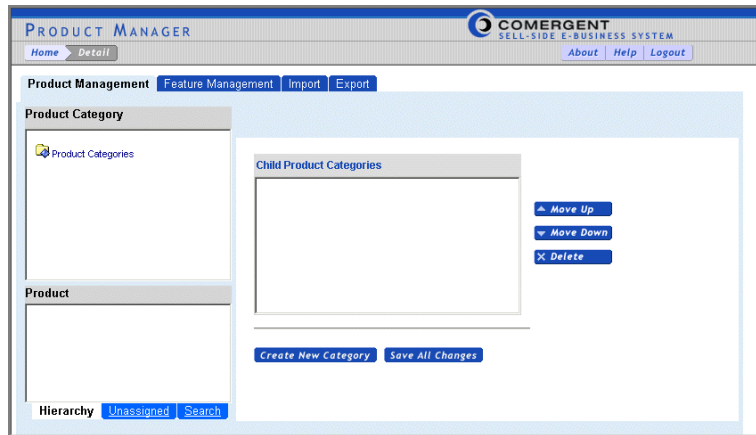 PRODUCT MANAGER
COMERGENT
SELL-SIDE E-BUSINESS SYSTEM
Home Detail
About Help Logout
Product Management Feature Management Import Export
Product Category
Product Categories
Child Product Categories
Move Up
Move Down
X Delete
Product
Create New Category Save All Changes
Hierarchy Unassigned Search